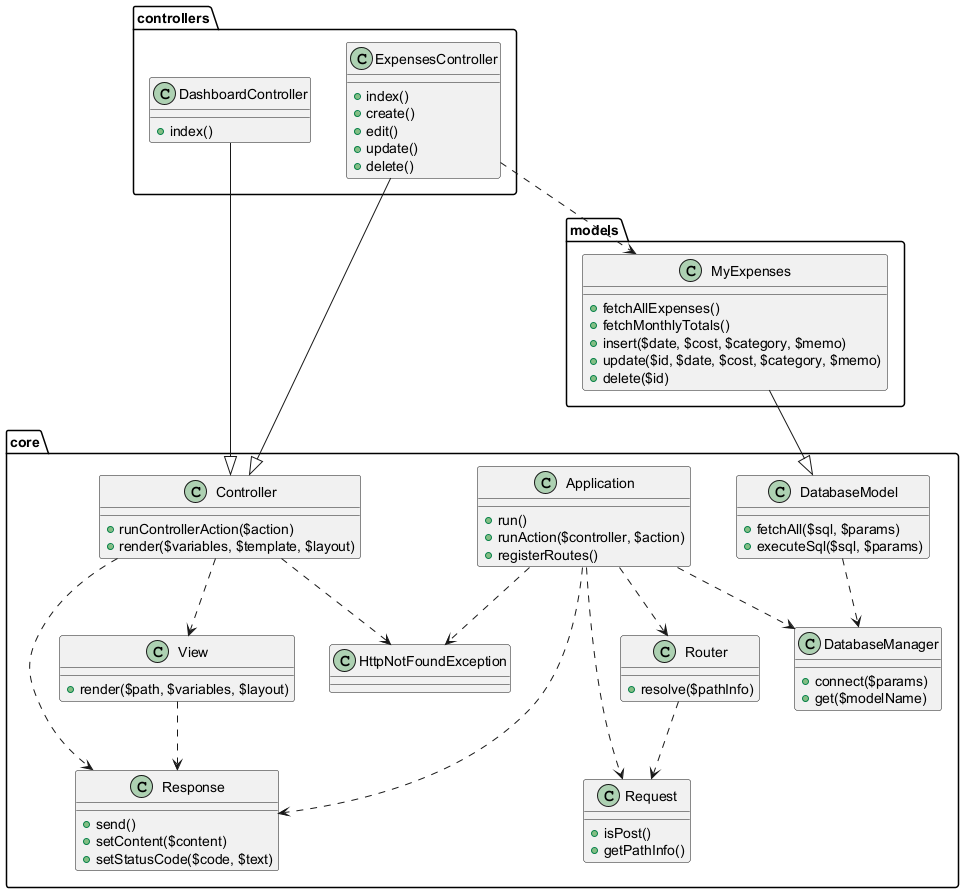 controllers
C DashboardController
index()
C ExpensesController
index()
create()
edit()
update()
delete()
models
C MyExpenses
fetchAllExpenses()
fetchMonthlyTotals()
insert($date, $cost, $category, $memo)
update($id, $date, $cost, $category, $memo)
delete($id)
core
C Controller
runControllerAction($action)
render($variables, $template, $layout)
C Application
run()
runAction($controller, $action)
registerRoutes()
C DatabaseModel
fetchAll($sql, $params)
executeSql($sql, $params)
C View
render($path, $variables, $layout)
C HttpNotFoundException
C Router
resolve($pathInfo)
C DatabaseManager
connect($params)
get($modelName)
C Response
send()
setContent($content)
setStatusCode($code, $text)
C Request
isPost()
getPathInfo()